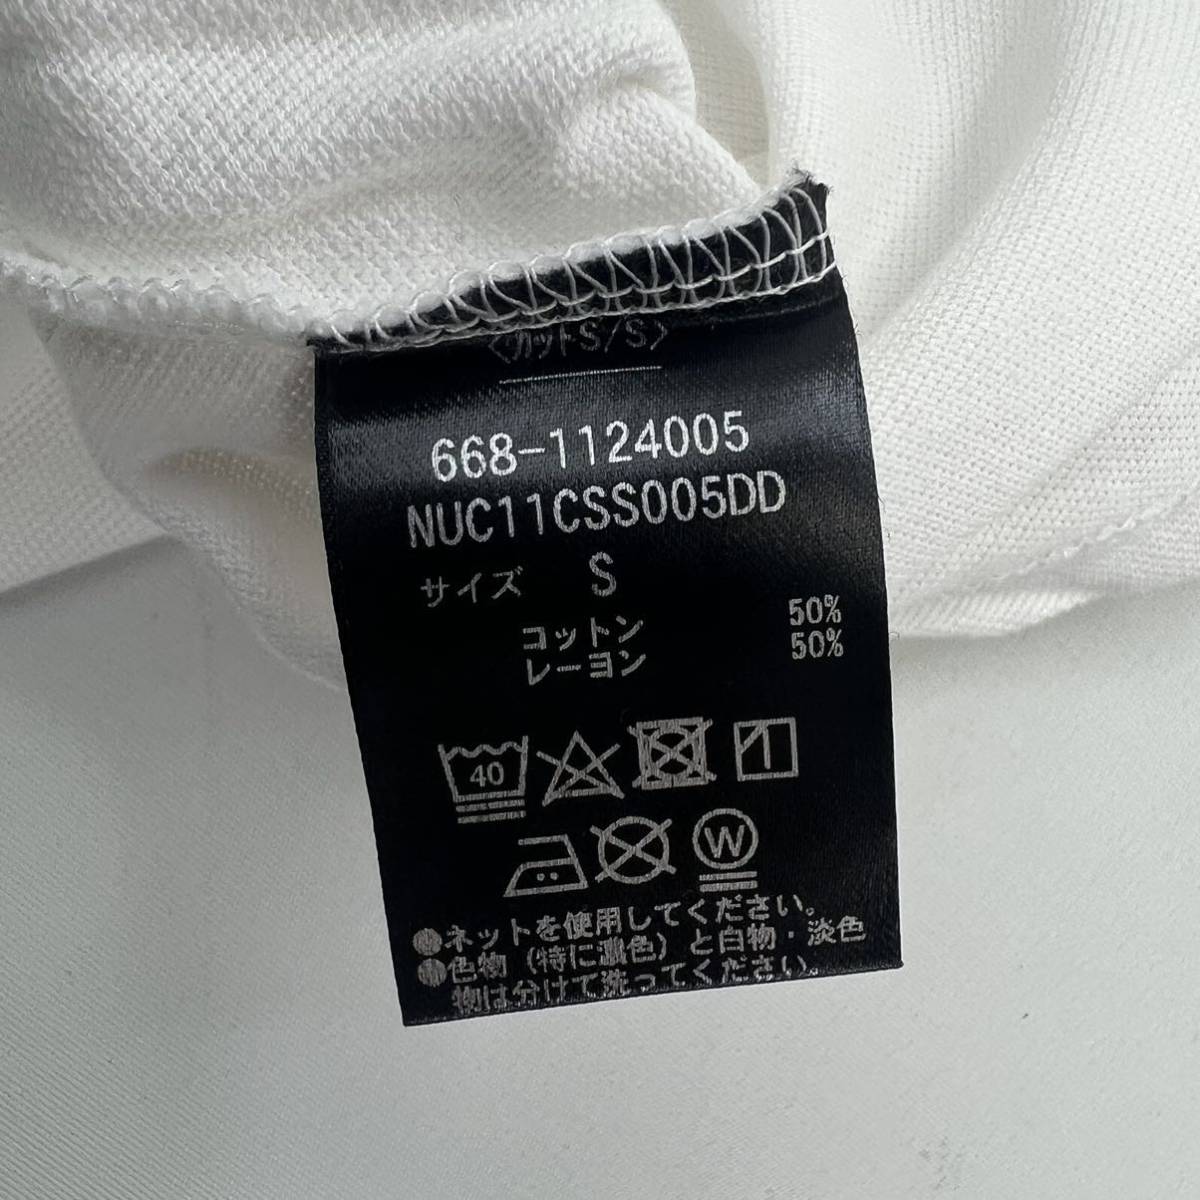 〈カットS/S〉
668-1124005
NUC11CSS005DD
サイズ S
コットン 50%
レーヨン 50%
40
W
●ネットを使用してください。
●色物（特に濃色）と白物・淡色
物は分けて洗ってください。